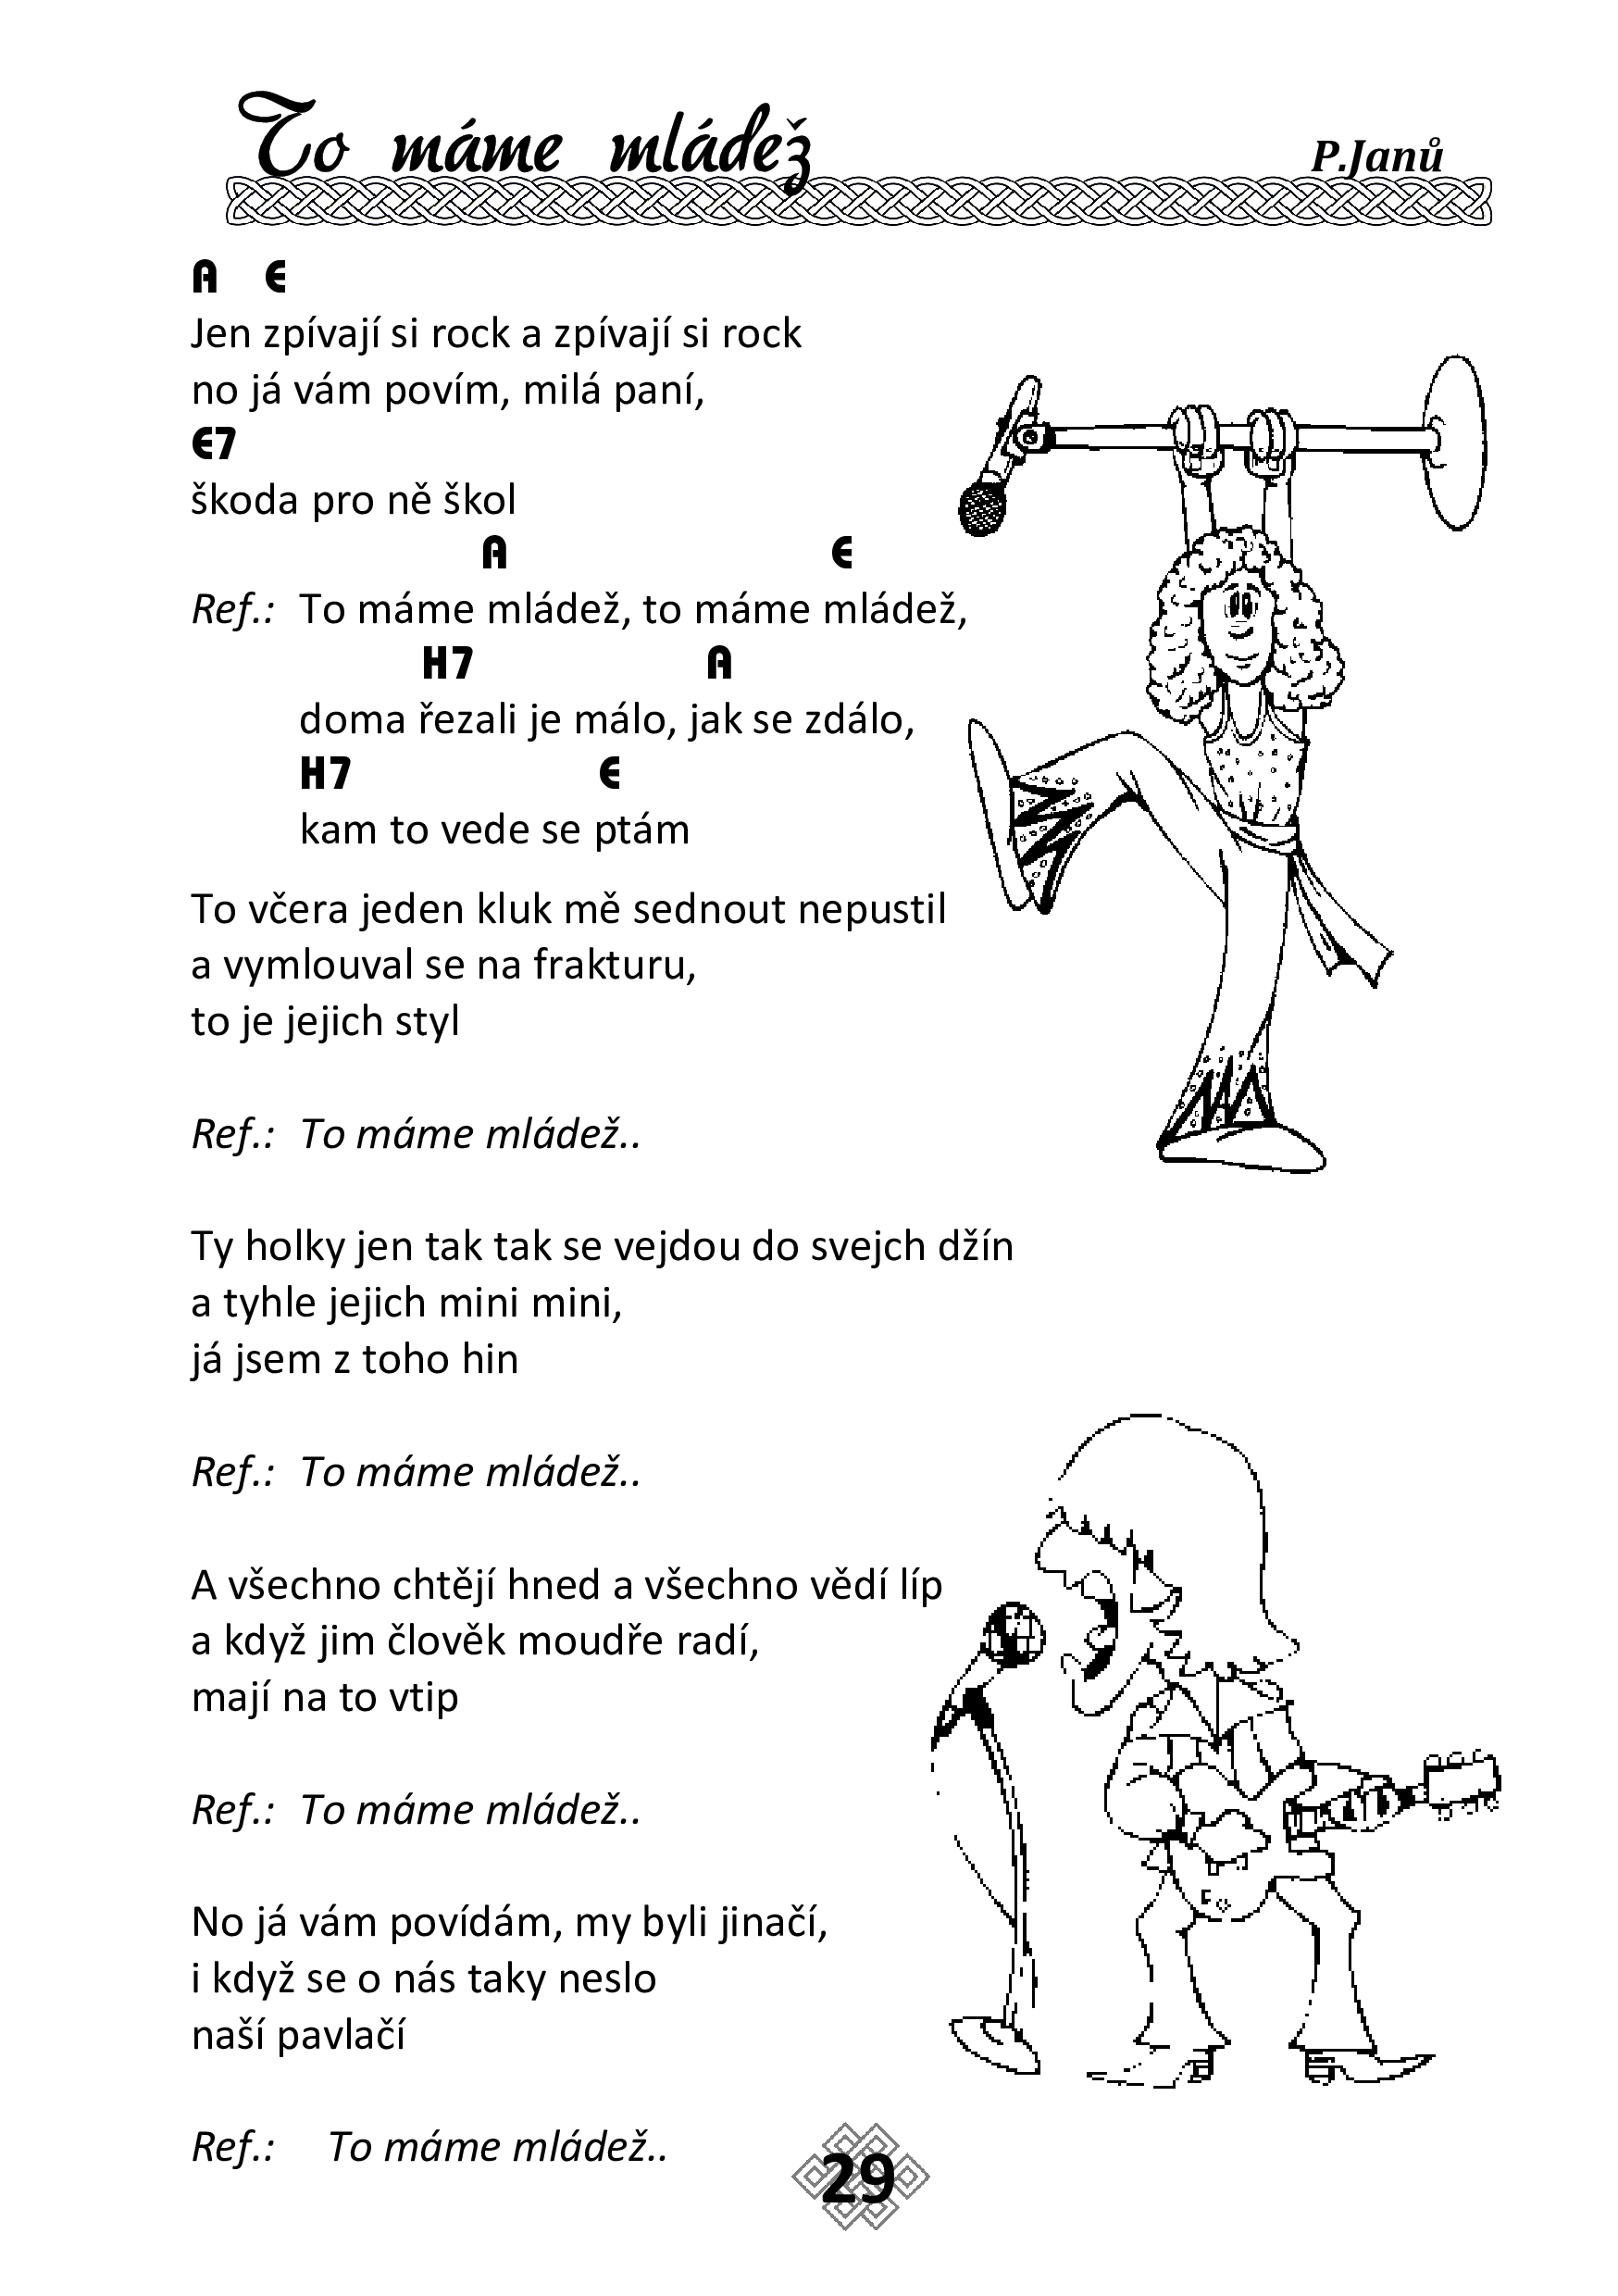 To máme mládež
P.Janů
A E
Jen zpívají si rock a zpívají si rock
no já vám povím, milá paní,
E7
škoda pro ně škol
A E
Ref.: To máme mládež, to máme mládež,
H7 A
doma řezali je málo, jak se zdálo,
H7 E
kam to vede se ptám
To včera jeden kluk mě sednout nepustil
a vymlouval se na frakturu,
to je jejich styl
Ref.: To máme mládež..
Ty holky jen tak tak se vejdou do svejch džín
a tyhle jejich mini mini,
já jsem z toho hin
Ref.: To máme mládež..
A všechno chtějí hned a všechno vědí líp
a když jim člověk moudře radí,
mají na to vtip
Ref.: To máme mládež..
No já vám povídám, my byli jinačí,
i když se o nás taky neslo
naší pavlačí
Ref.: To máme mládež..
29